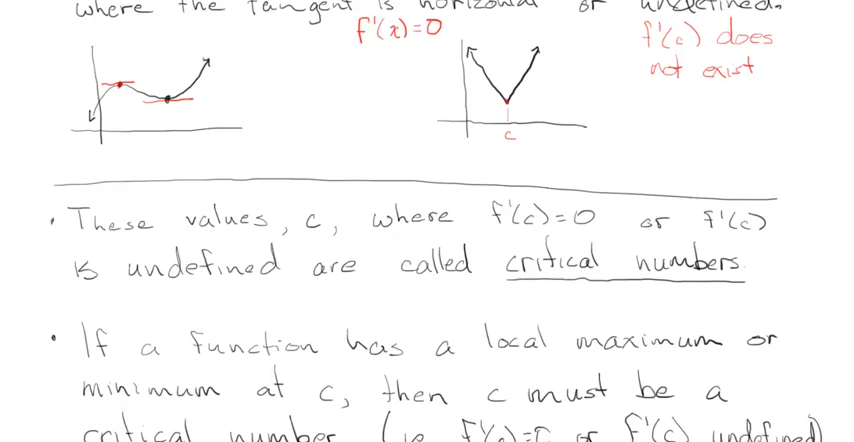 where the tangent is horizontal or undefined.
f'(x)=0
f'(c) does
not exist
c
• These values, c, where f'(c)=0 or f'(c)
is undefined are called critical numbers.
• If a function has a local maximum or
minimum at c, then c must be a
critical number (ie f'(c)=0 or f'(c) undefined)